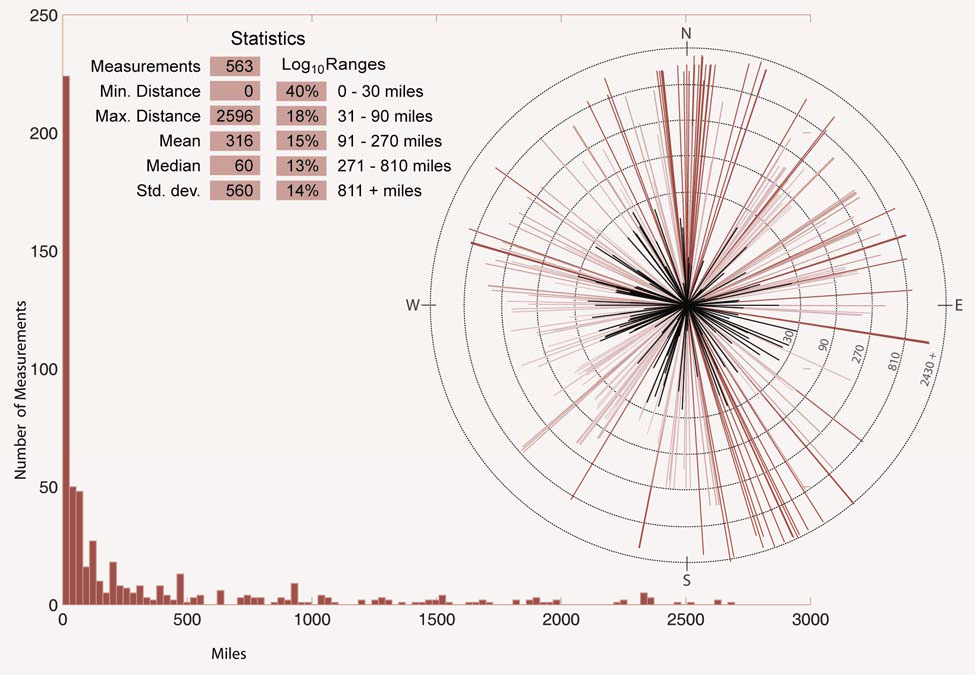 Statistics
Log10Ranges
Measurements 563
Min. Distance 0 40% 0 - 30 miles
Max. Distance 2596 18% 31 - 90 miles
Mean 316 15% 91 - 270 miles
Median 60 13% 271 - 810 miles
Std. dev. 560 14% 811 + miles
250
200
150
100
50
0
Number of Measurements
0 500 1000 1500 2000 2500 3000
Miles
N
W
E
S
30
90
270
810
2430 +